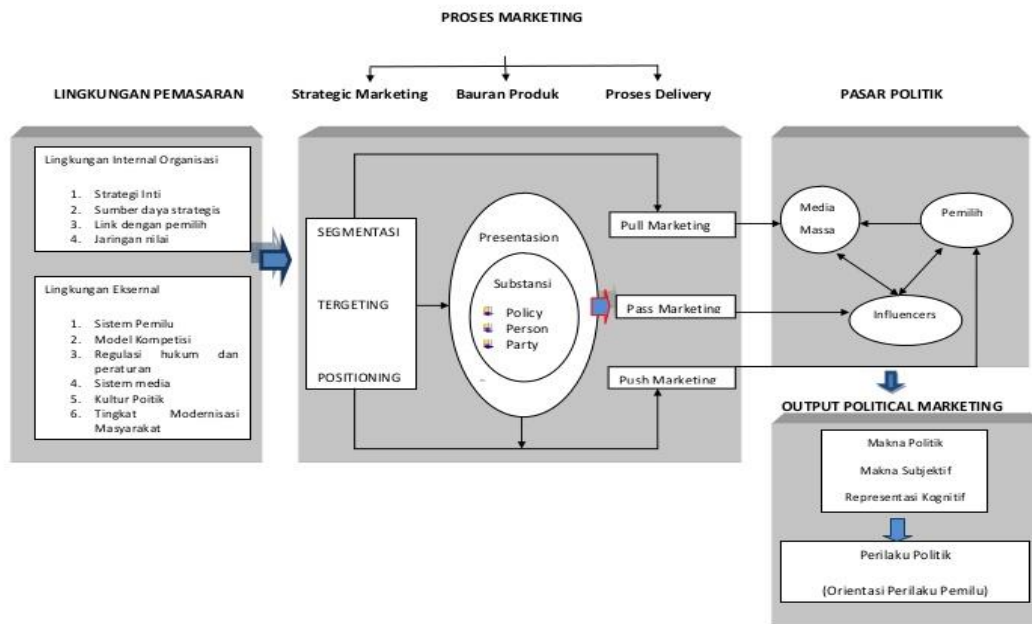 PROSES MARKETING
LINGKUNGAN PEMASARAN
Strategic Marketing
Bauran Produk
Proses Delivery
PASAR POLITIK
Lingkungan Internal Organisasi
1. Strategi Inti
2. Sumber daya strategis
3. Link dengan pemilih
4. Jaringan nilai
Lingkungan Eksernal
1. Sistem Pemilu
2. Model Kompetisi
3. Regulasi hukum dan
peraturan
4. Sistem media
5. Kultur Poitik
6. Tingkat Modernisasi
Masyarakat
SEGMENTASI
TERGETING
POSITIONING
Presentasion
Substansi
Policy
Person
Party
Pull Marketing
Pass Marketing
Push Marketing
Media
Massa
Pemilih
Influencers
OUTPUT POLITICAL MARKETING
Makna Politik
Makna Subjektif
Representasi Kognitif
Perilaku Politik
(Orientasi Perilaku Pemilu)